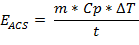 E_ACS = m * Cp * ΔT / t